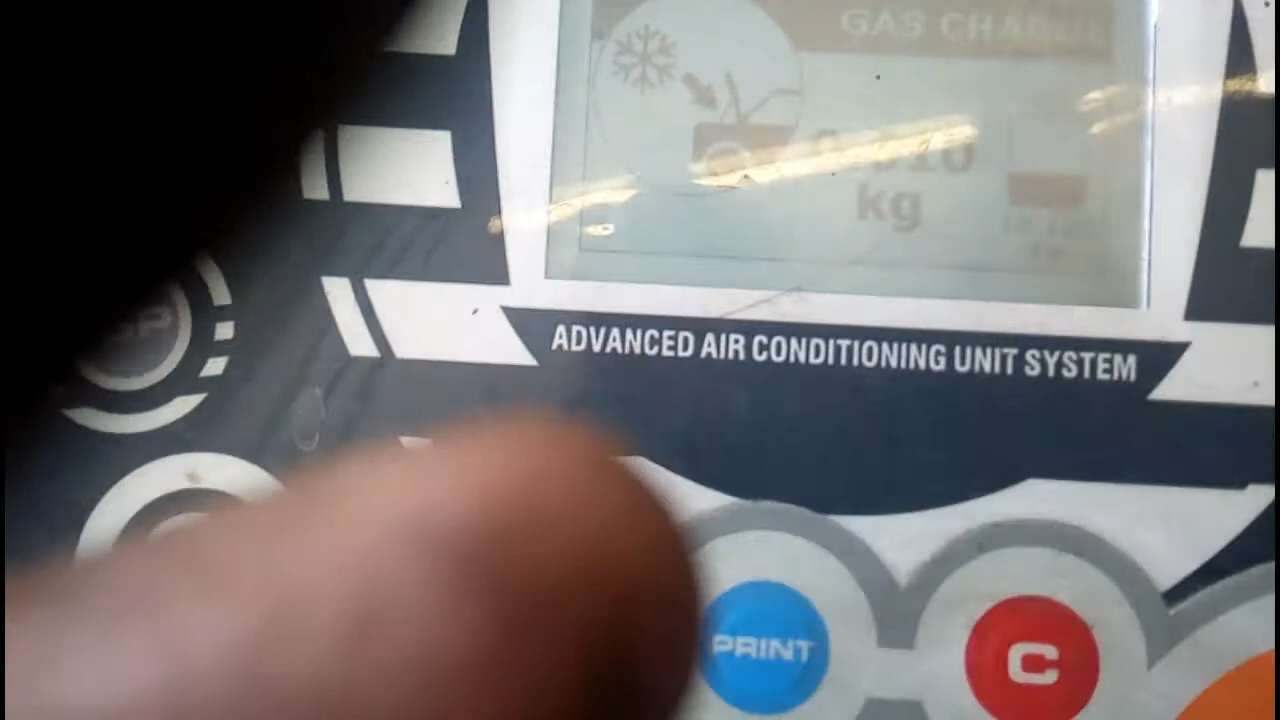 GAS CHARGE
kg
ADVANCED AIR CONDITIONING UNIT SYSTEM
PRINT
C